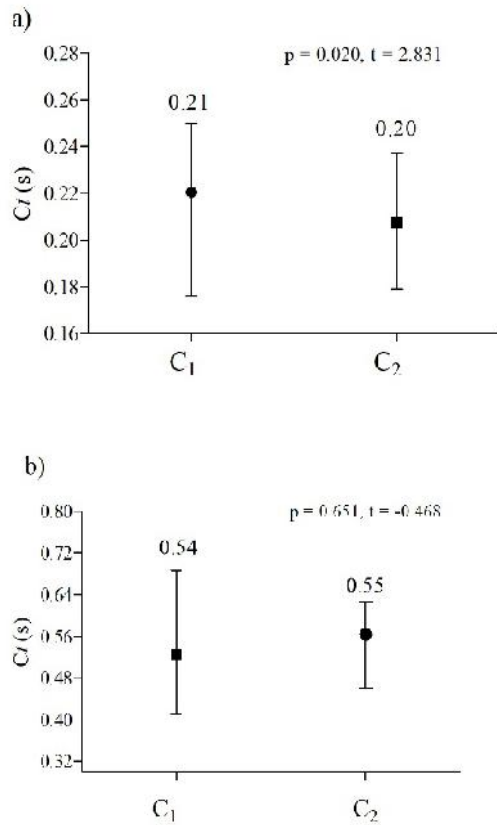 a)
0.28
p = 0.020, t = 2.831
0.26
0.21
0.24
0.20
0.22
Ct (s)
0.20
0.18
0.16
C1
C2
b)
0.80
p = 0.651, t = -0.468
0.72
0.54
0.64
0.55
0.56
Ct (s)
0.48
0.40
0.32
C1
C2